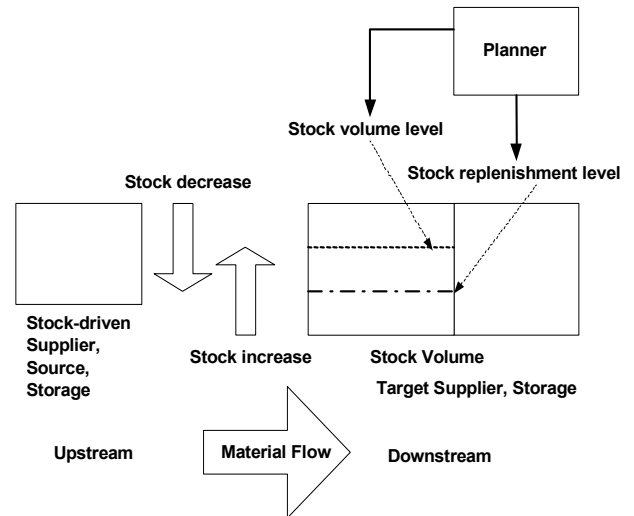 Planner
Stock volume level
Stock replenishment level
Stock decrease
Stock-driven
Supplier,
Source,
Storage
Stock increase
Stock Volume
Target Supplier, Storage
Upstream
Material Flow
Downstream